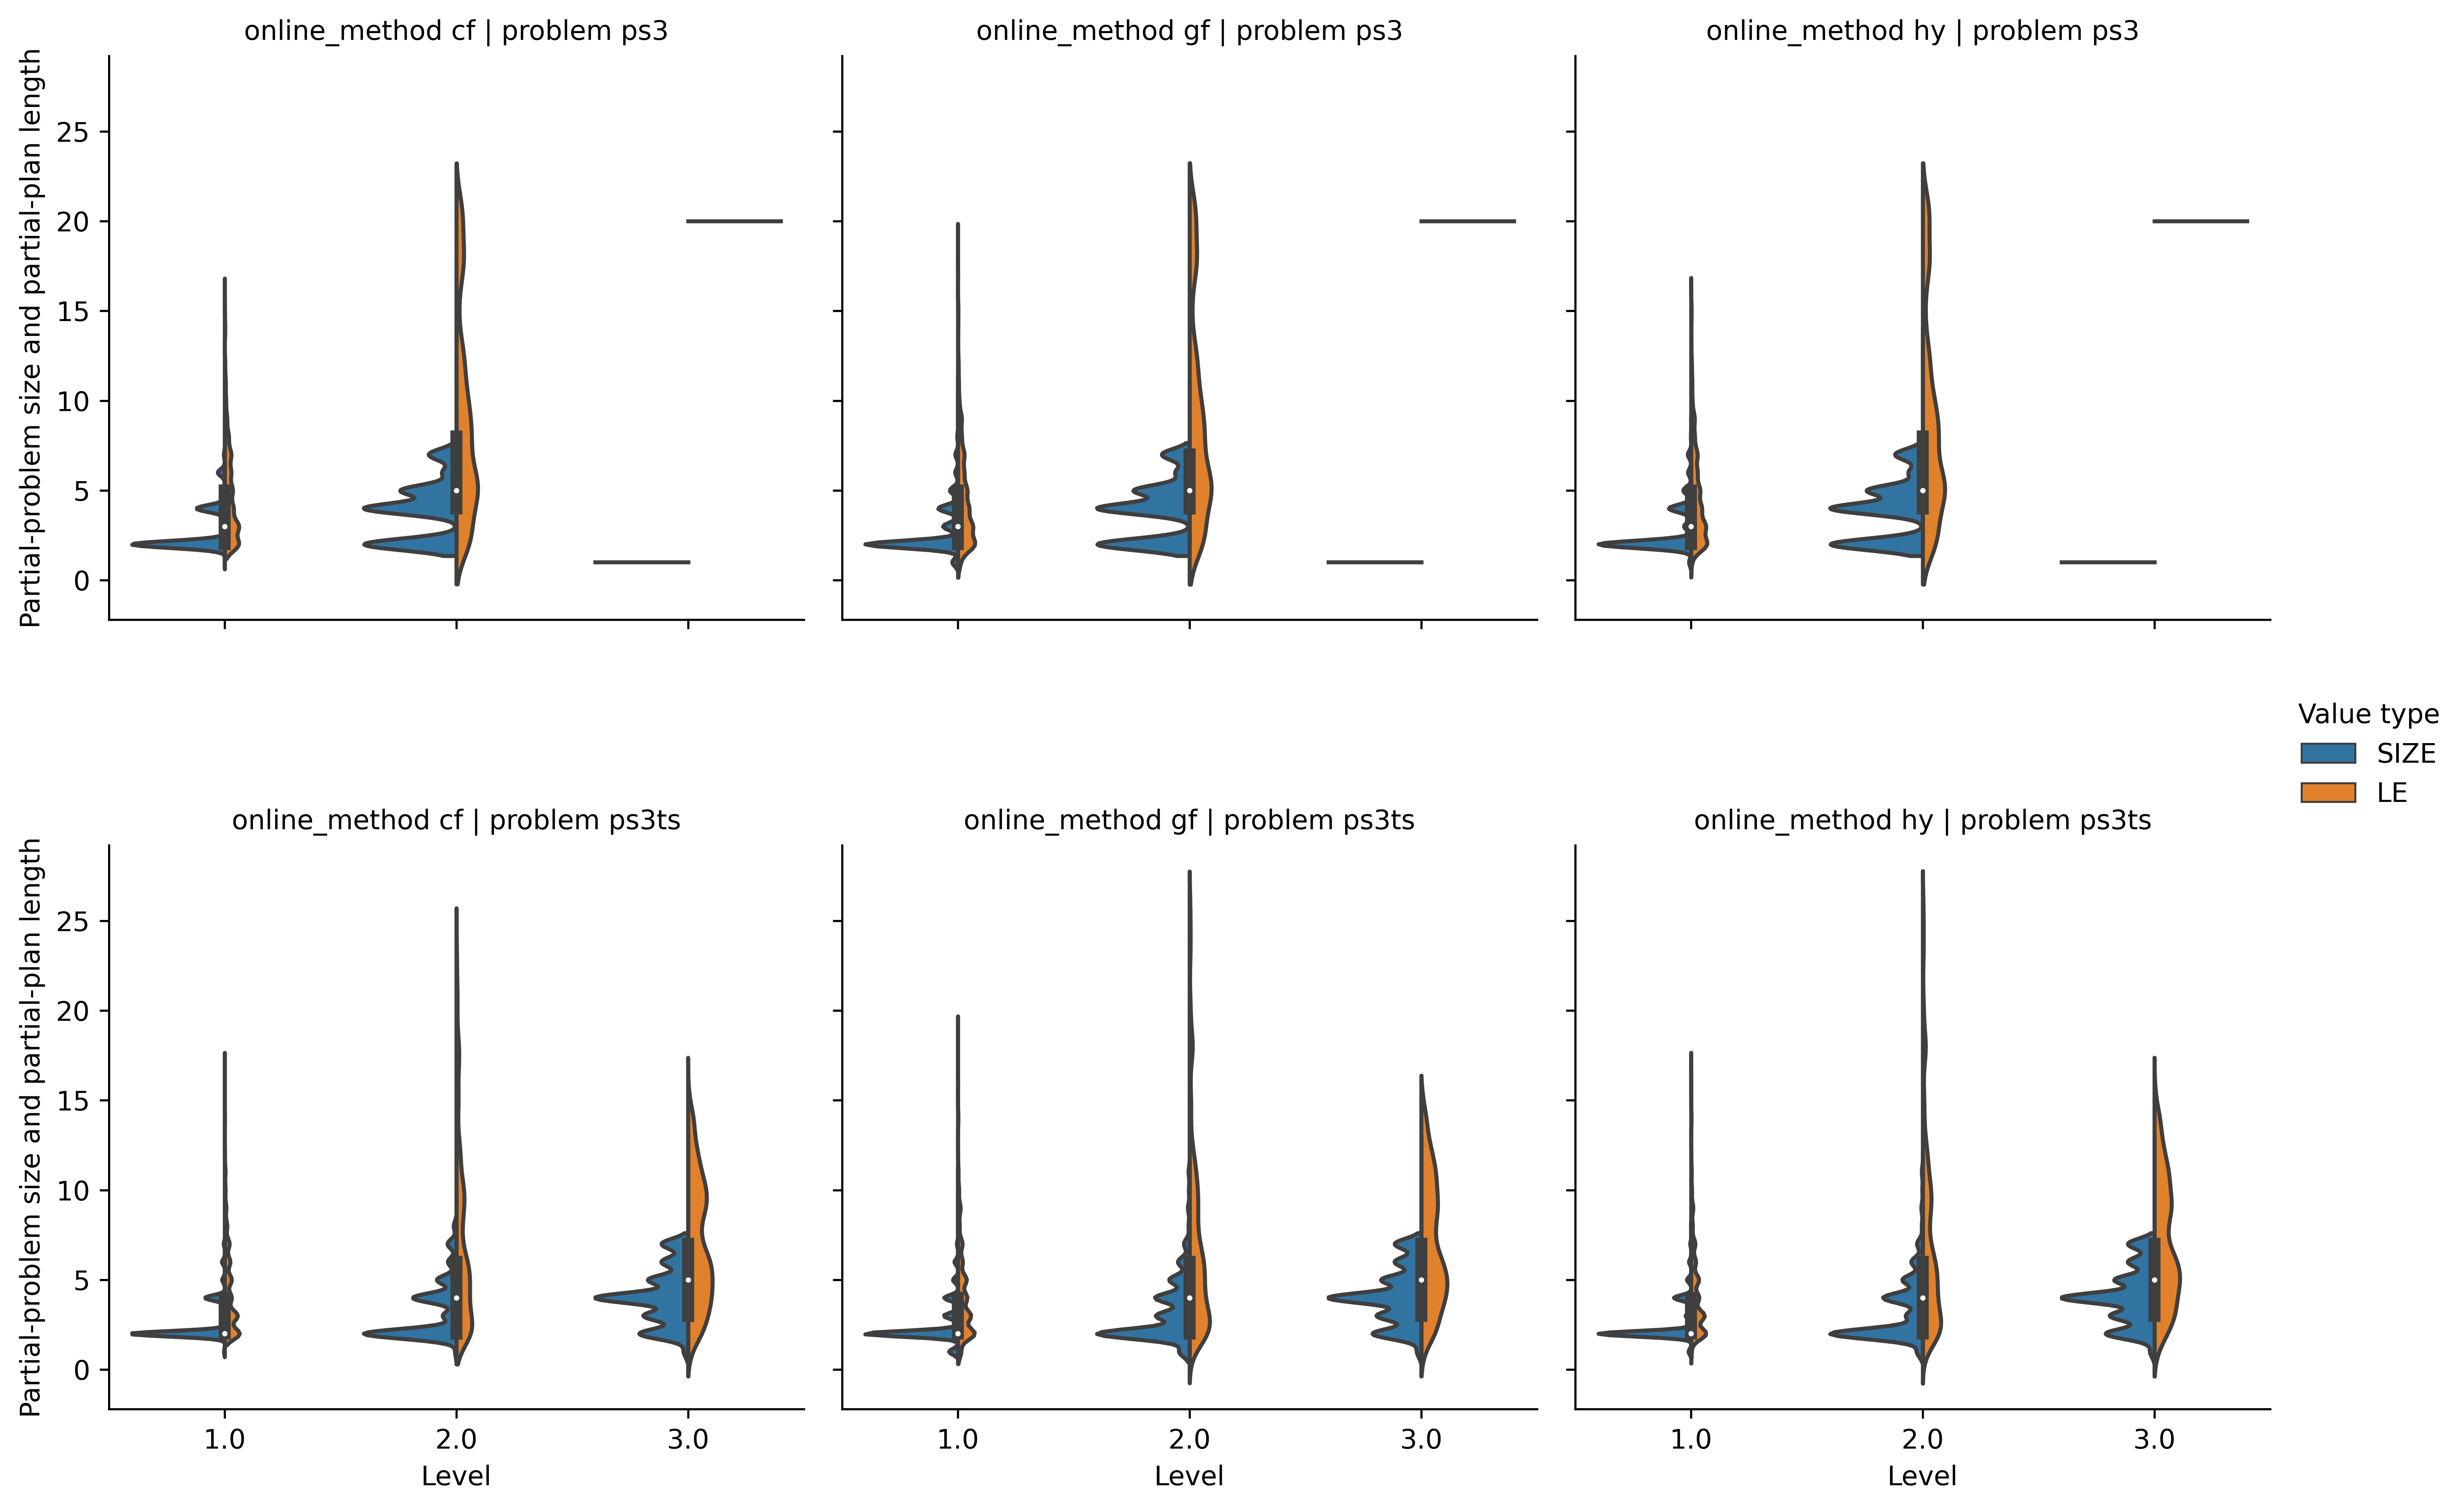 online_method cf | problem ps3
online_method gf | problem ps3
online_method hy | problem ps3
Partial-problem size and partial-plan length
25
20
15
10
5
0
Value type
SIZE
LE
online_method cf | problem ps3ts
online_method gf | problem ps3ts
online_method hy | problem ps3ts
Partial-problem size and partial-plan length
25
20
15
10
5
0
1.0 2.0 3.0
1.0 2.0 3.0
1.0 2.0 3.0
Level
Level
Level